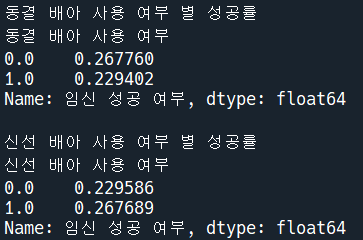 동결 배아 사용 여부 별 성공률
동결 배아 사용 여부
0.0    0.267760
1.0    0.229402
Name: 임신 성공 여부, dtype: float64

신선 배아 사용 여부 별 성공률
신선 배아 사용 여부
0.0    0.229586
1.0    0.267689
Name: 임신 성공 여부, dtype: float64